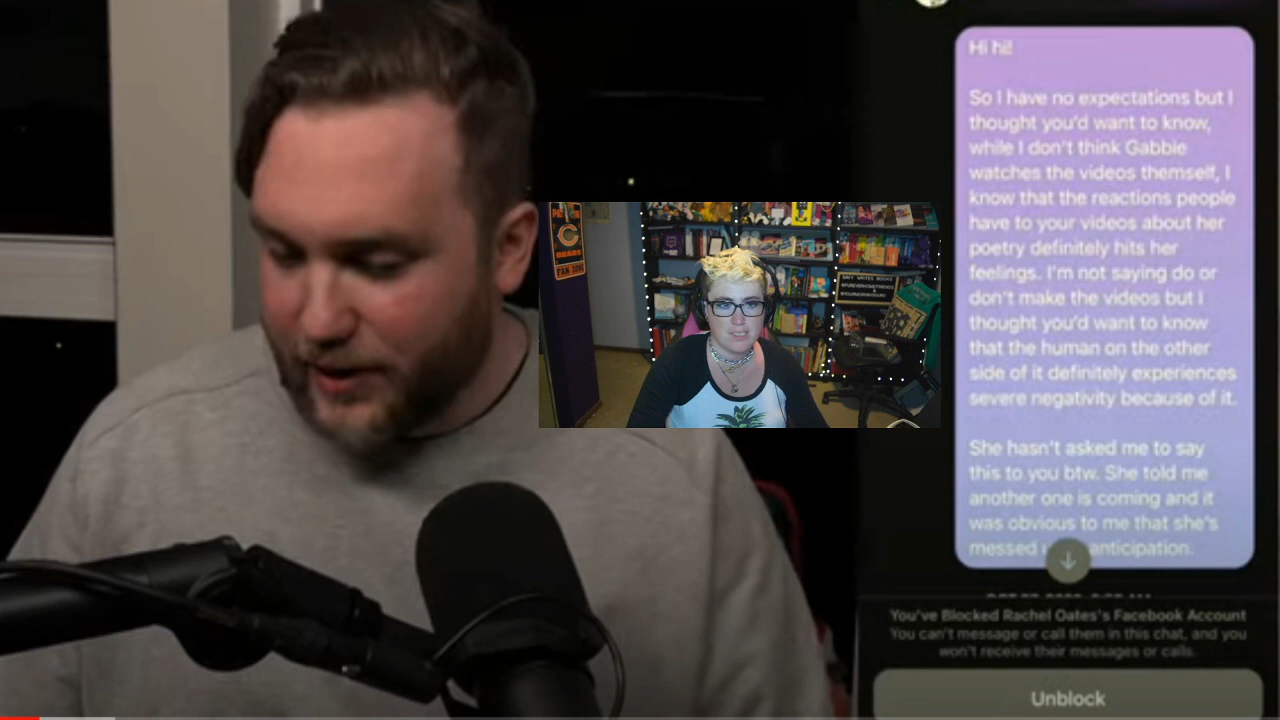 Hi hi!
So I have no expectations but I
thought you'd want to know,
while I don't think Gabbie
watches the videos themself, I
know that the reactions people
have to your videos about her
poetry definitely hits her
feelings. I'm not saying do or
don't make the videos but I
thought you'd want to know
that the human on the other
side of it definitely experiences
severe negativity because of it.
She hasn't asked me to say
this to you btw. She told me
another one is coming and it
was obvious to me that she's
messed anticipation.
You've Blocked Rachel Oates's Facebook Account
You can't message or call them in this chat, and you
won't receive their messages or calls.
Unblock
BEARS
FAN ZONE